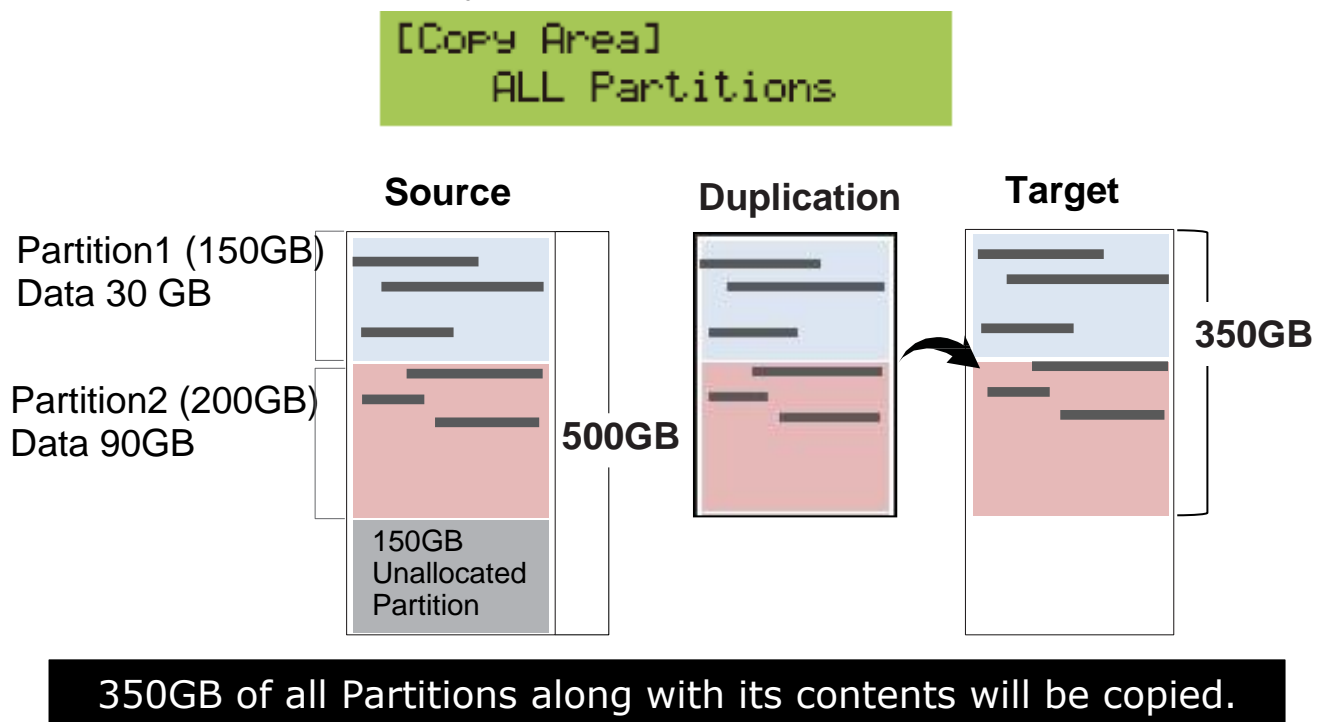 [Copy Area]
ALL Partitions
Source
Duplication
Target
Partition1 (150GB)
Data 30 GB
Partition2 (200GB)
Data 90GB
500GB
350GB
150GB
Unallocated
Partition
350GB of all Partitions along with its contents will be copied.